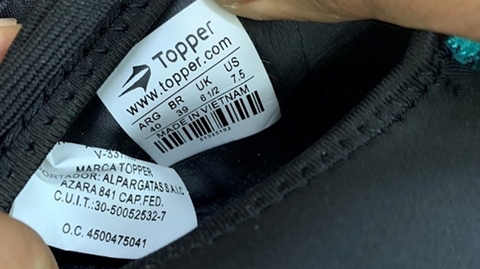 Topper
www.topper.com
ARG BR UK US
40 39 6 1/2 7.5
MADE IN VIETNAM
MARCA TOPPER
PORTADOR: ALPARGATAS S.A.I.C
AZARA 841 CAP.FED.
C.U.I.T.:30-50052532-7
O.C. 4500475041